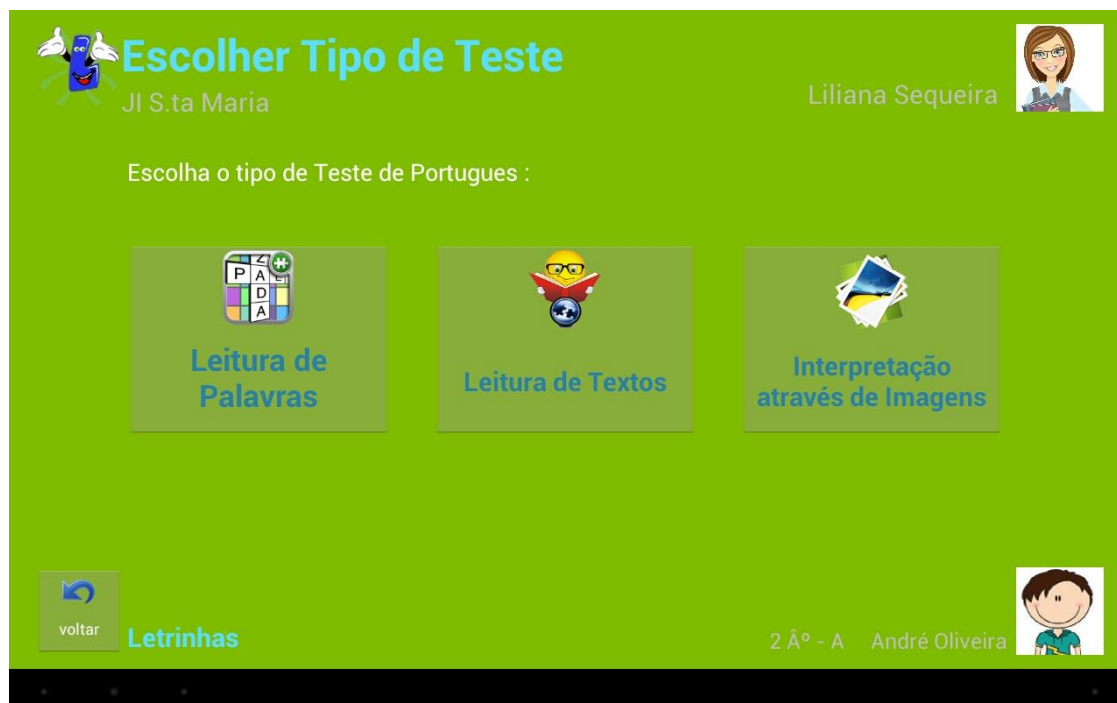 Escolher Tipo de Teste
JI S.ta Maria
Liliana Sequeira
Escolha o tipo de Teste de Portugues :
P A
D
A
Leitura de
Palavras
Leitura de Textos
Interpretação
através de Imagens
voltar
Letrinhas
2 Âº - A André Oliveira